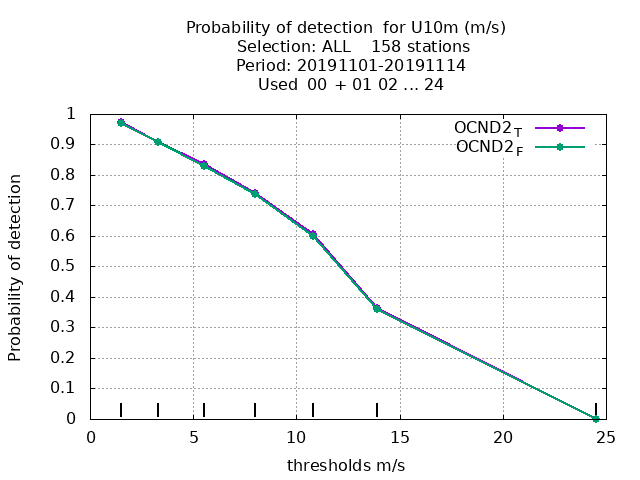 Probability of detection for U10m (m/s)
Selection: ALL 158 stations
Period: 20191101-20191114
Used 00 + 01 02 ... 24
OCND2T
OCND2F
Probability of detection
1
0.9
0.8
0.7
0.6
0.5
0.4
0.3
0.2
0.1
0
0 5 10 15 20 25
thresholds m/s